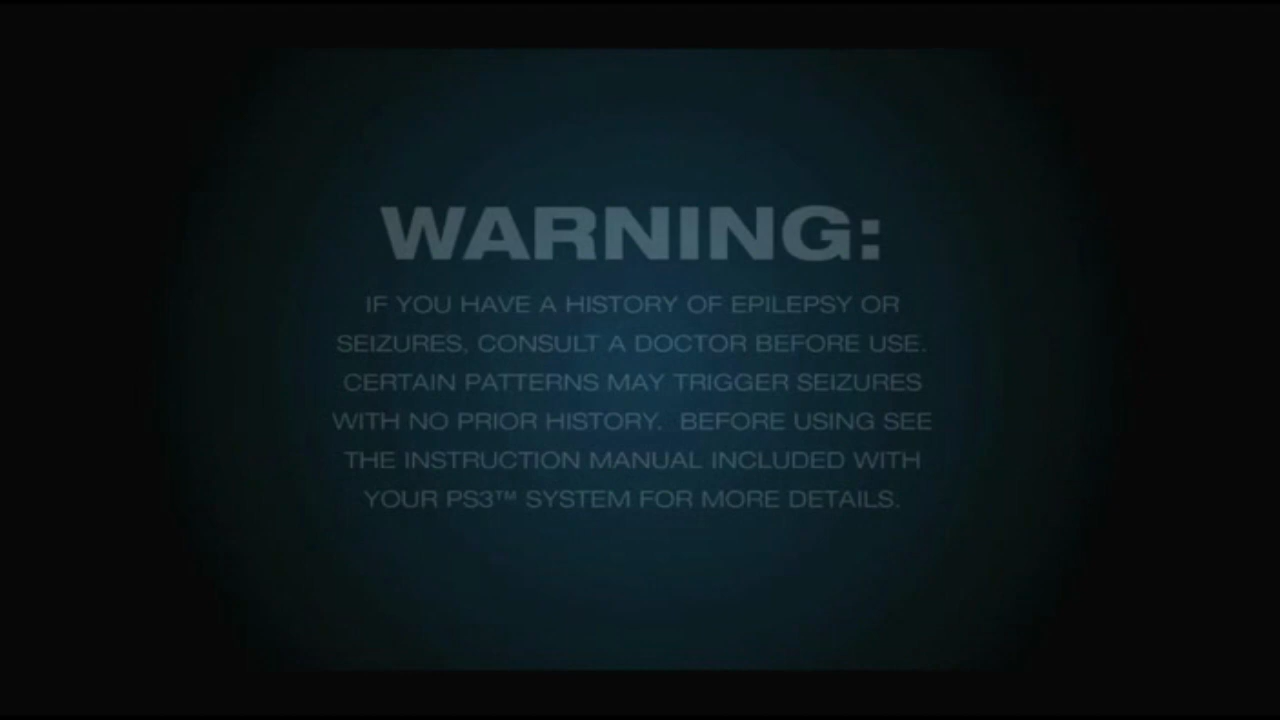 WARNING:
IF YOU HAVE A HISTORY OF EPILEPSY OR
SEIZURES, CONSULT A DOCTOR BEFORE USE.
CERTAIN PATTERNS MAY TRIGGER SEIZURES
WITH NO PRIOR HISTORY. BEFORE USING SEE
THE INSTRUCTION MANUAL INCLUDED WITH
YOUR PS3™ SYSTEM FOR MORE DETAILS.